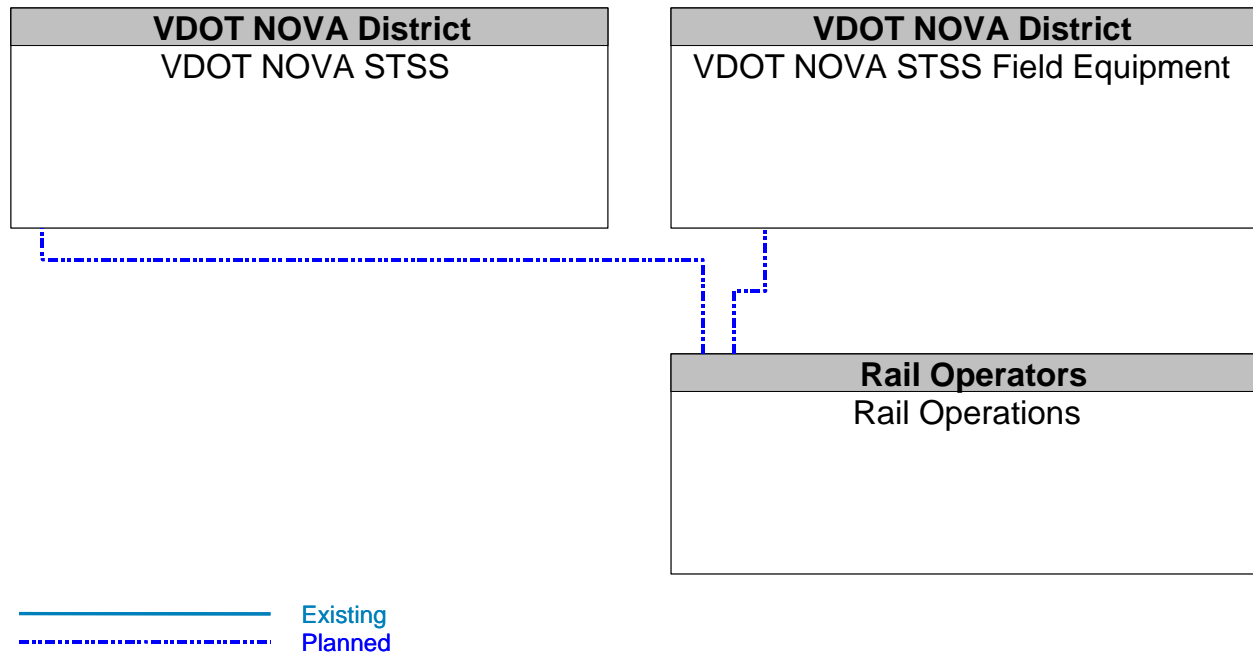 VDOT NOVA District
VDOT NOVA STSS
VDOT NOVA District
VDOT NOVA STSS Field Equipment
Rail Operators
Rail Operations
Existing
Planned